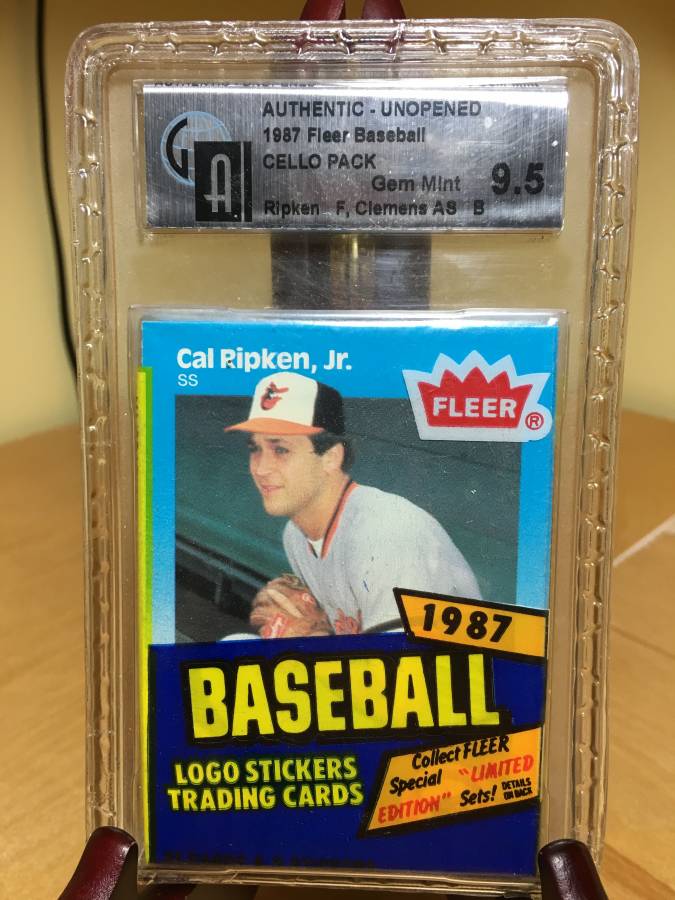 AUTHENTIC - UNOPENED
1987 Fleer Baseball
CELLO PACK
Gem Mint 9.5
Ripken F, Clemens AS B
GA
Cal Ripken, Jr.
SS
FLEER®
1987
BASEBALL
LOGO STICKERS
TRADING CARDS
Collect FLEER
Special "LIMITED
EDITION" Sets! DETAILS ON BACK